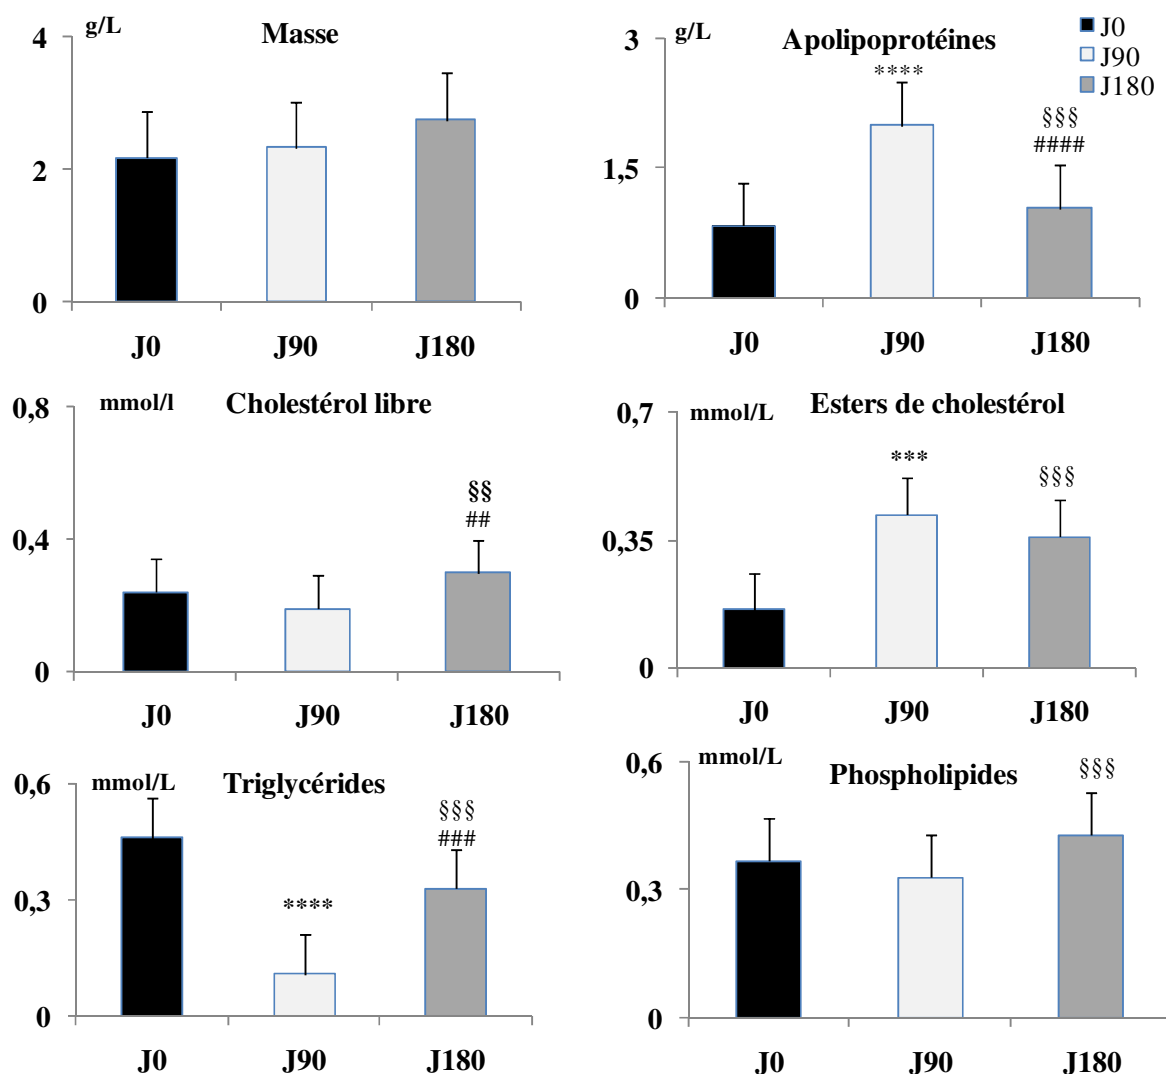 g/L
Masse
4
2
0
J0
J90
J180
g/L
Apolipoprotéines
J0
J90
J180
3
1,5
0
****
§§§
####
J0
J90
J180
mmol/l
Cholestérol libre
0,8
0,4
0
§§
##
J0
J90
J180
mmol/L
Esters de cholestérol
0,7
0,35
0
***
§§§
J0
J90
J180
mmol/L
Triglycérides
0,6
0,3
0
****
§§§
###
J0
J90
J180
mmol/L
Phospholipides
0,6
0,3
0
§§§
J0
J90
J180